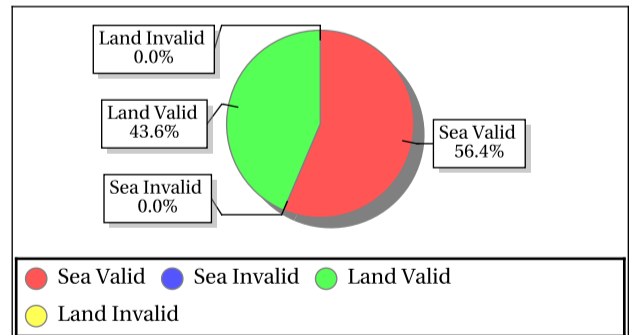 Land Invalid
0.0%
Land Valid
43.6%
Sea Valid
56.4%
Sea Invalid
0.0%
Sea Valid Sea Invalid Land Valid
Land Invalid